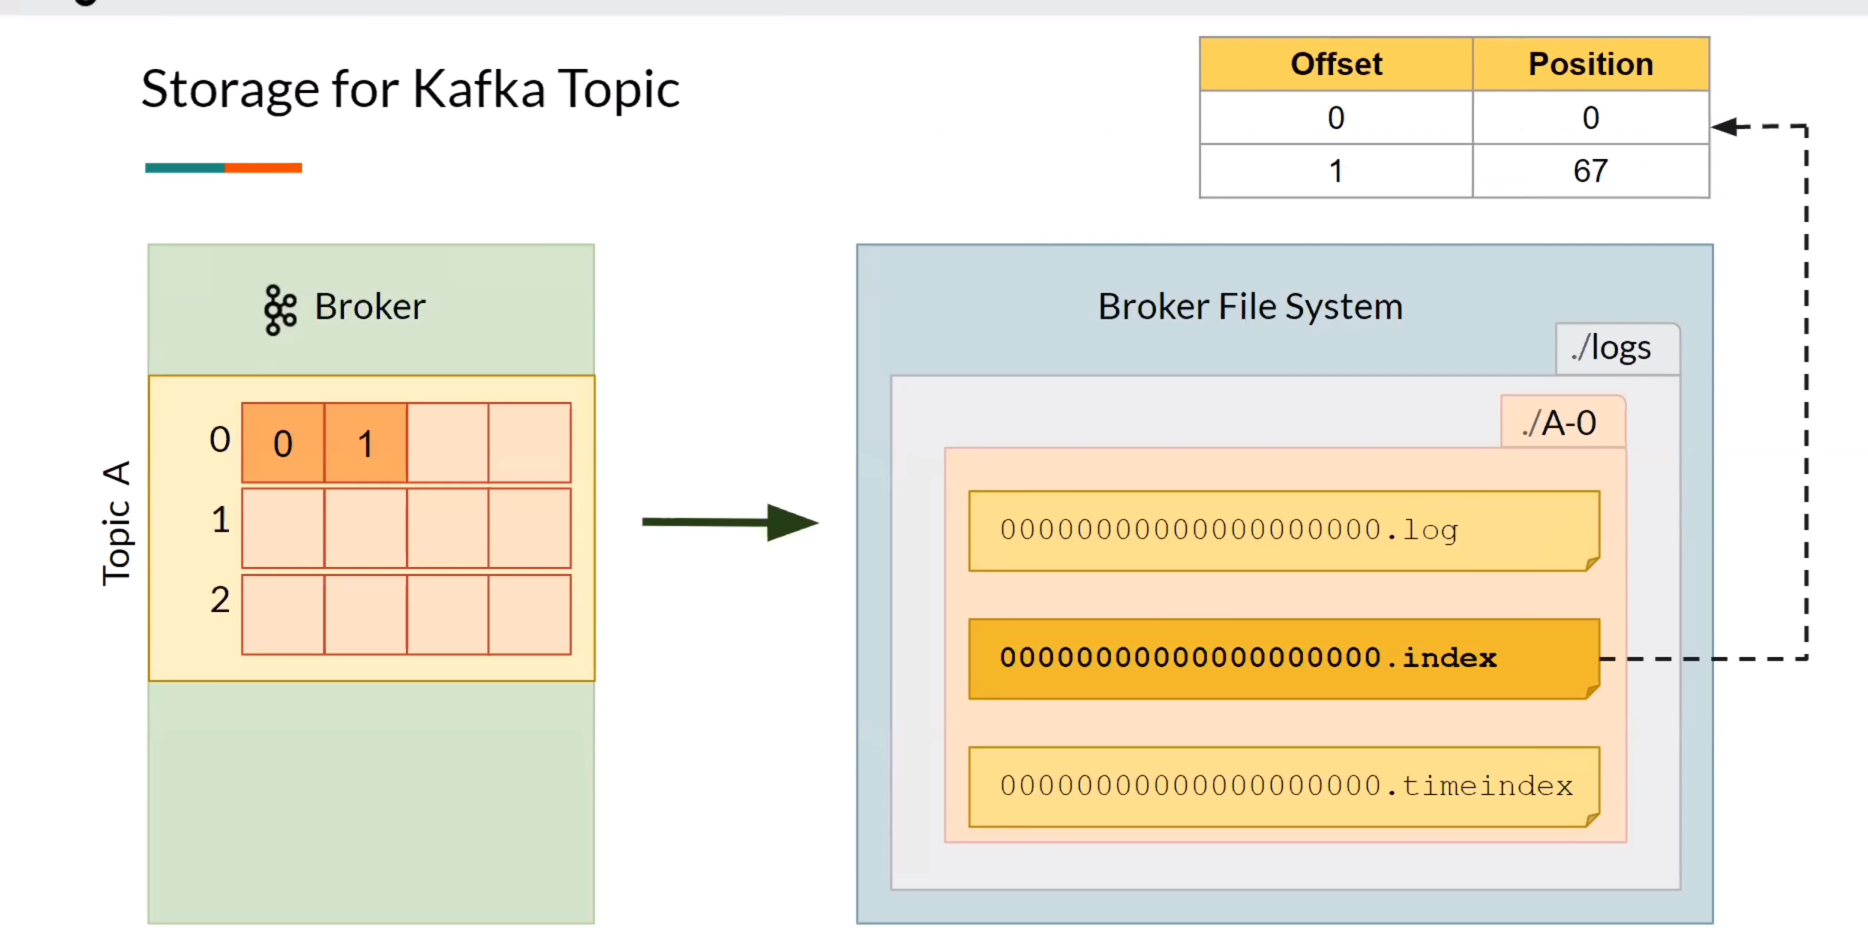 Storage for Kafka Topic
Offset Position
0 0
1 67
Broker
Topic A
0 0 1
1
2
Broker File System
./logs
./A-0
00000000000000000000.log
00000000000000000000.index
00000000000000000000.timeindex